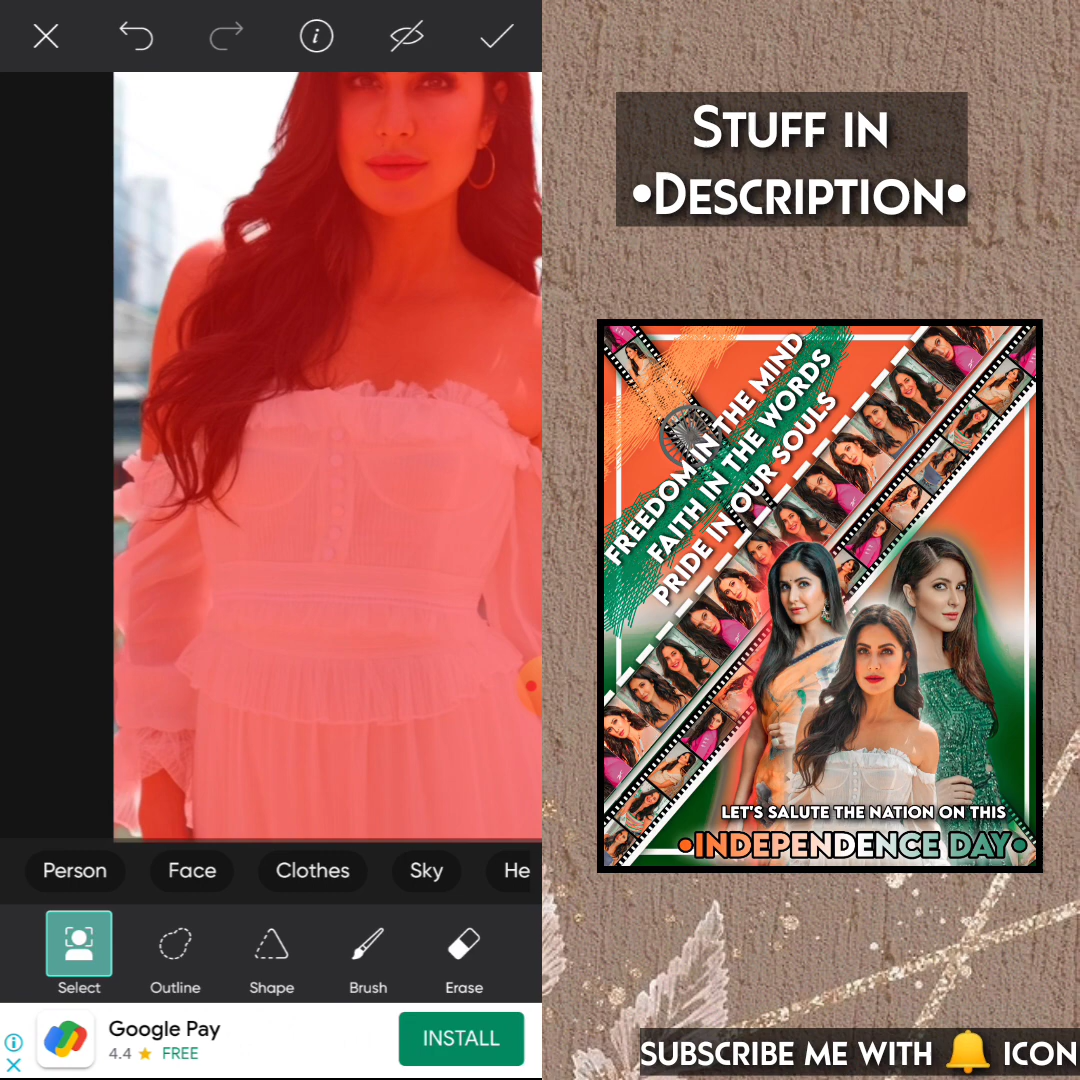 Person
Face
Clothes
Sky
He
Select
Outline
Shape
Brush
Erase
Google Pay
4.4 ★ FREE
INSTALL
STUFF IN
•DESCRIPTION•
FREEDOM IN THE MIND
FAITH IN THE WORDS
PRIDE IN OUR SOULS
LET'S SALUTE THE NATION ON THIS
•INDEPENDENCE DAY•
SUBSCRIBE ME WITH 🔔 ICON